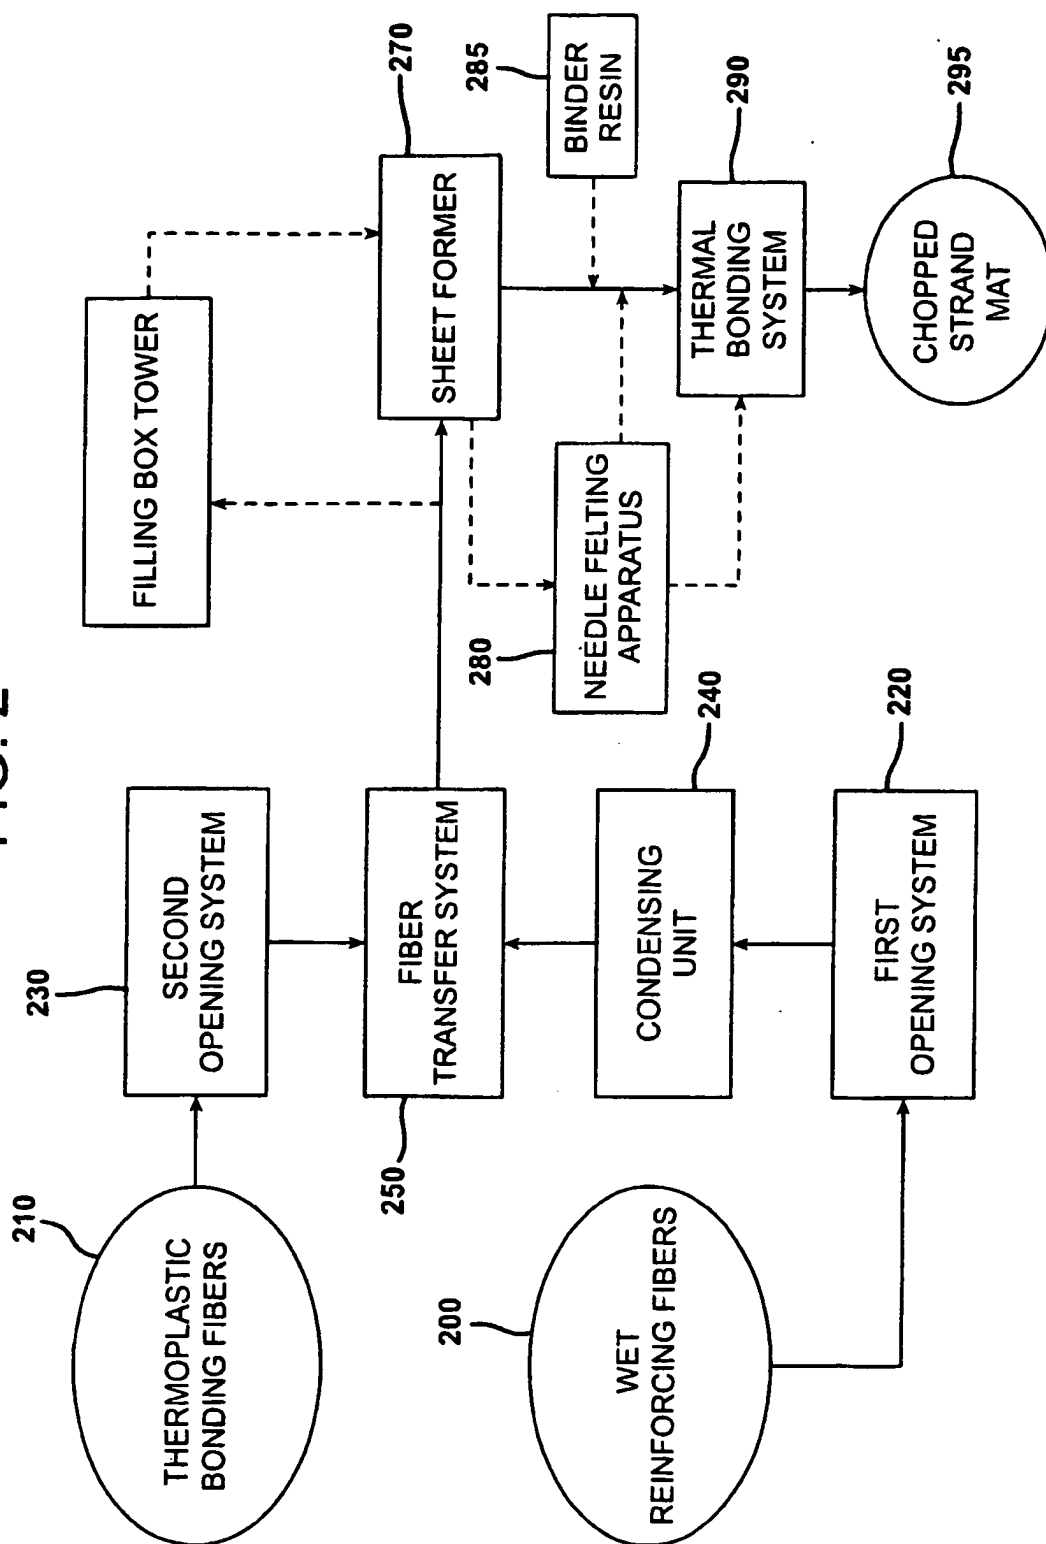 FIG. 2
210
THERMOPLASTIC
BONDING FIBERS
230
SECOND
OPENING SYSTEM
FILLING BOX TOWER
250
FIBER
TRANSFER SYSTEM
270
SHEET FORMER
285
BINDER
RESIN
280
NEEDLE FELTING
APPARATUS
200
WET
REINFORCING FIBERS
240
CONDENSING
UNIT
290
THERMAL
BONDING
SYSTEM
220
FIRST
OPENING SYSTEM
295
CHOPPED
STRAND
MAT